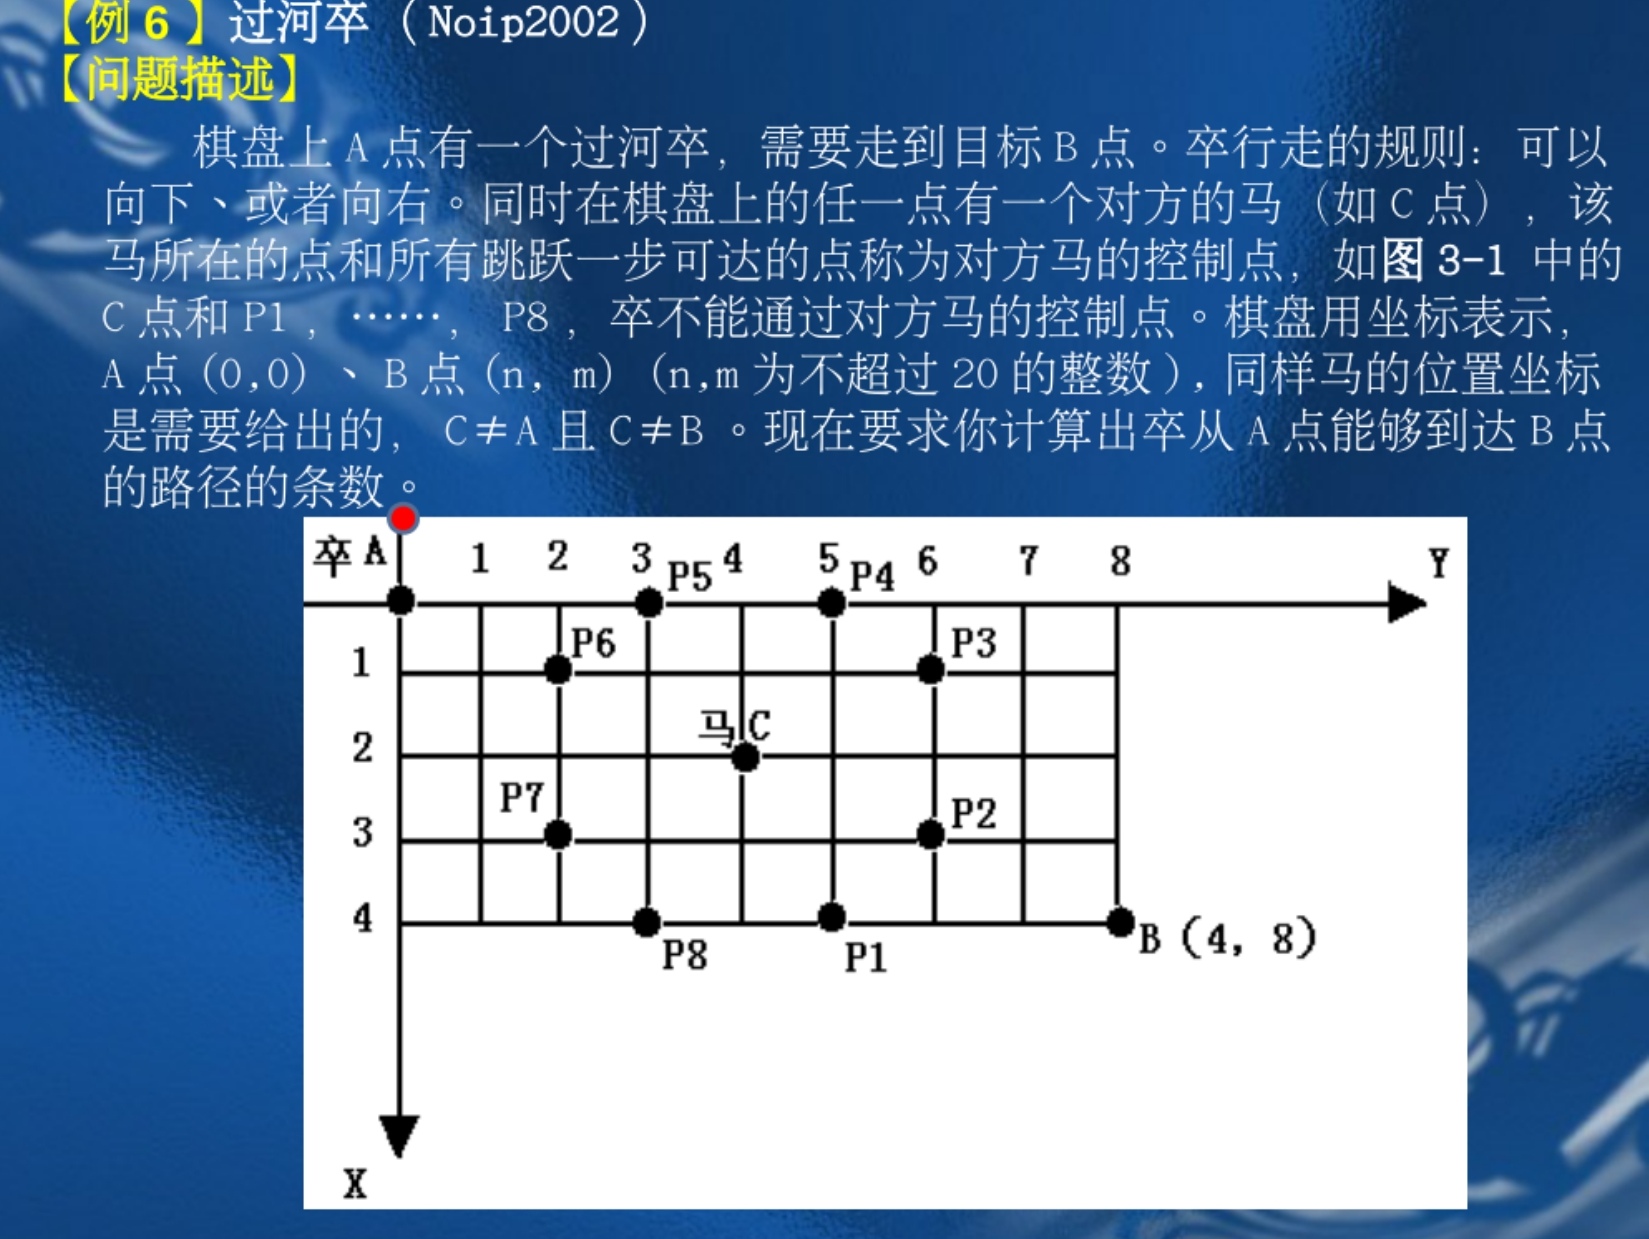 【例 6 】过河卒（Noip2002）
【问题描述】
棋盘上 A 点有一个过河卒，需要走到目标 B 点。卒行走的规则：可以
向下、或者向右。同时在棋盘上的任一点有一个对方的马（如 C 点），该
马所在的点和所有跳跃一步可达的点称为对方马的控制点，如图 3-1 中的
C 点和 P1，……，P8，卒不能通过对方马的控制点。棋盘用坐标表示，
A 点 (0,0) 、 B 点 (n, m) (n,m 为不超过 20 的整数 ), 同样马的位置坐标
是需要给出的，C≠A 且 C≠B 。现在要求你计算出卒从 A 点能够到达 B 点
的路径的条数。
卒 A 1 2 3 P5 4 5 P4 6 7 8 Y
1 P6 P3
马 C
2
P7 P2
3
4 B (4, 8)
P8 P1
X